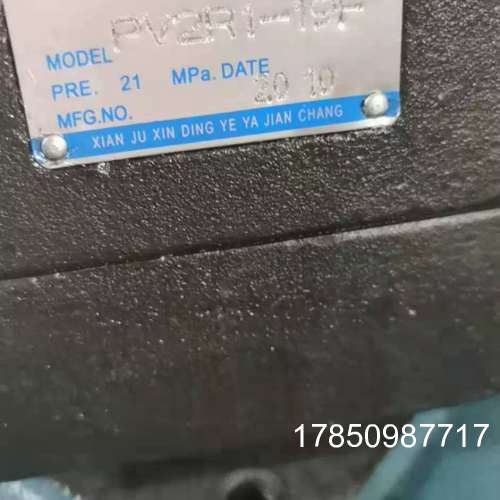 MODEL PV2R1-19F
PRE. 21 MPa. DATE 20 10
MFG.NO.
XIAN JU XIN DING YE YA JIAN CHANG
17850987717